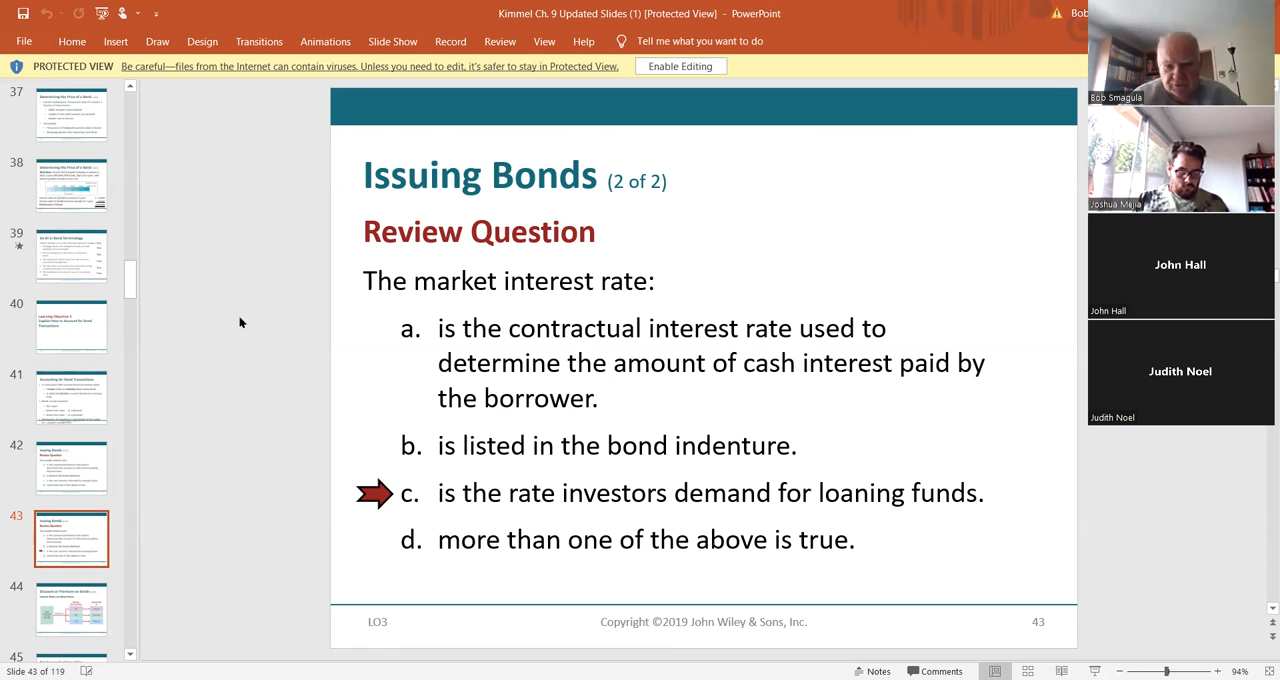 Kimmel Ch. 9 Updated Slides (1) [Protected View] - PowerPoint
Bob
File Home Insert Draw Design Transitions Animations Slide Show Record Review View Help Tell me what you want to do
PROTECTED VIEW Be careful—files from the Internet can contain viruses. Unless you need to edit, it's safer to stay in Protected View. Enable Editing
37
38
39
40
41
42
43
44
45
Issuing Bonds (2 of 2)
Review Question
The market interest rate:
a. is the contractual interest rate used to
determine the amount of cash interest paid by
the borrower.
b. is listed in the bond indenture.
c. is the rate investors demand for loaning funds.
d. more than one of the above is true.
LO3 Copyright ©2019 John Wiley & Sons, Inc. 43
Bob Smagula
Joshua Mejia
John Hall
John Hall
Judith Noel
Judith Noel
Slide 43 of 119 Notes Comments 94%